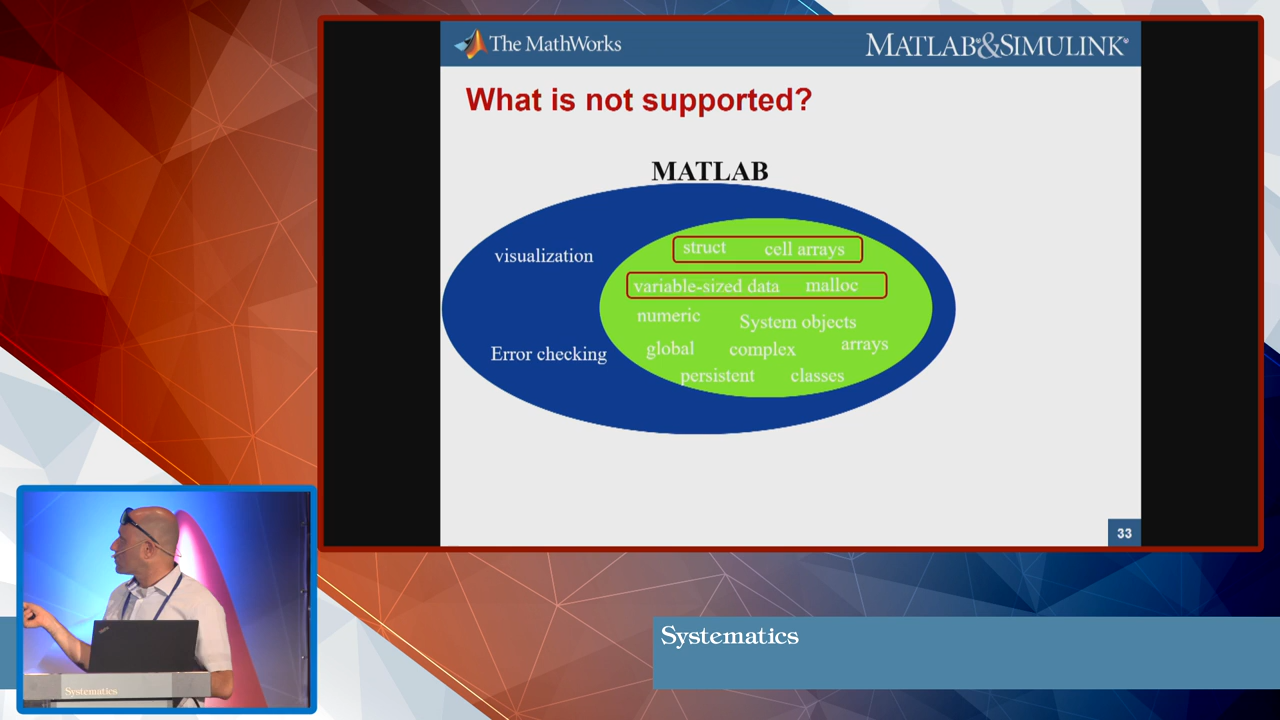 The MathWorks
MATLAB&SIMULINK®
What is not supported?
MATLAB
visualization
struct cell arrays
variable-sized data malloc
numeric
System objects
Error checking
global complex arrays
persistent classes
33
Systematics
Systematics